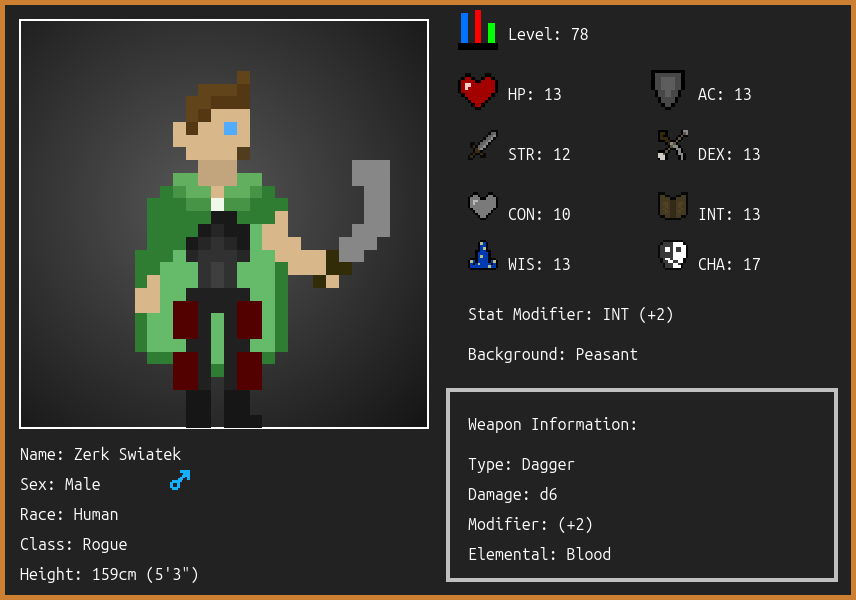 Level: 78
HP: 13
AC: 13
STR: 12
DEX: 13
CON: 10
INT: 13
WIS: 13
CHA: 17
Stat Modifier: INT (+2)
Background: Peasant
Weapon Information:
Type: Dagger
Damage: d6
Modifier: (+2)
Elemental: Blood
Name: Zerk Swiatek
Sex: Male
Race: Human
Class: Rogue
Height: 159cm (5'3")